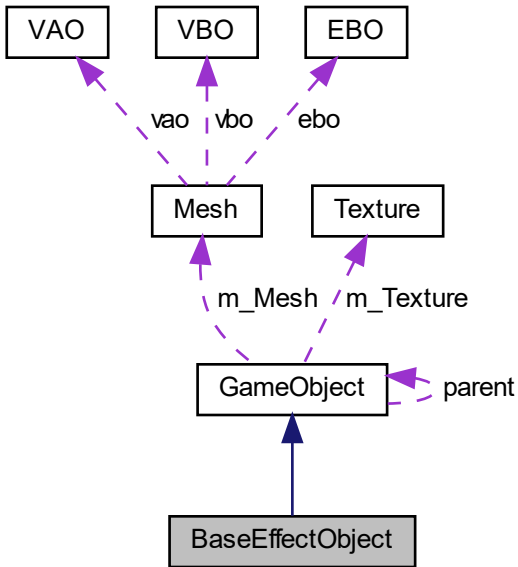 VAO
VBO
EBO
vao
vbo
ebo
Mesh
Texture
m_Mesh
m_Texture
GameObject
parent
BaseEffectObject